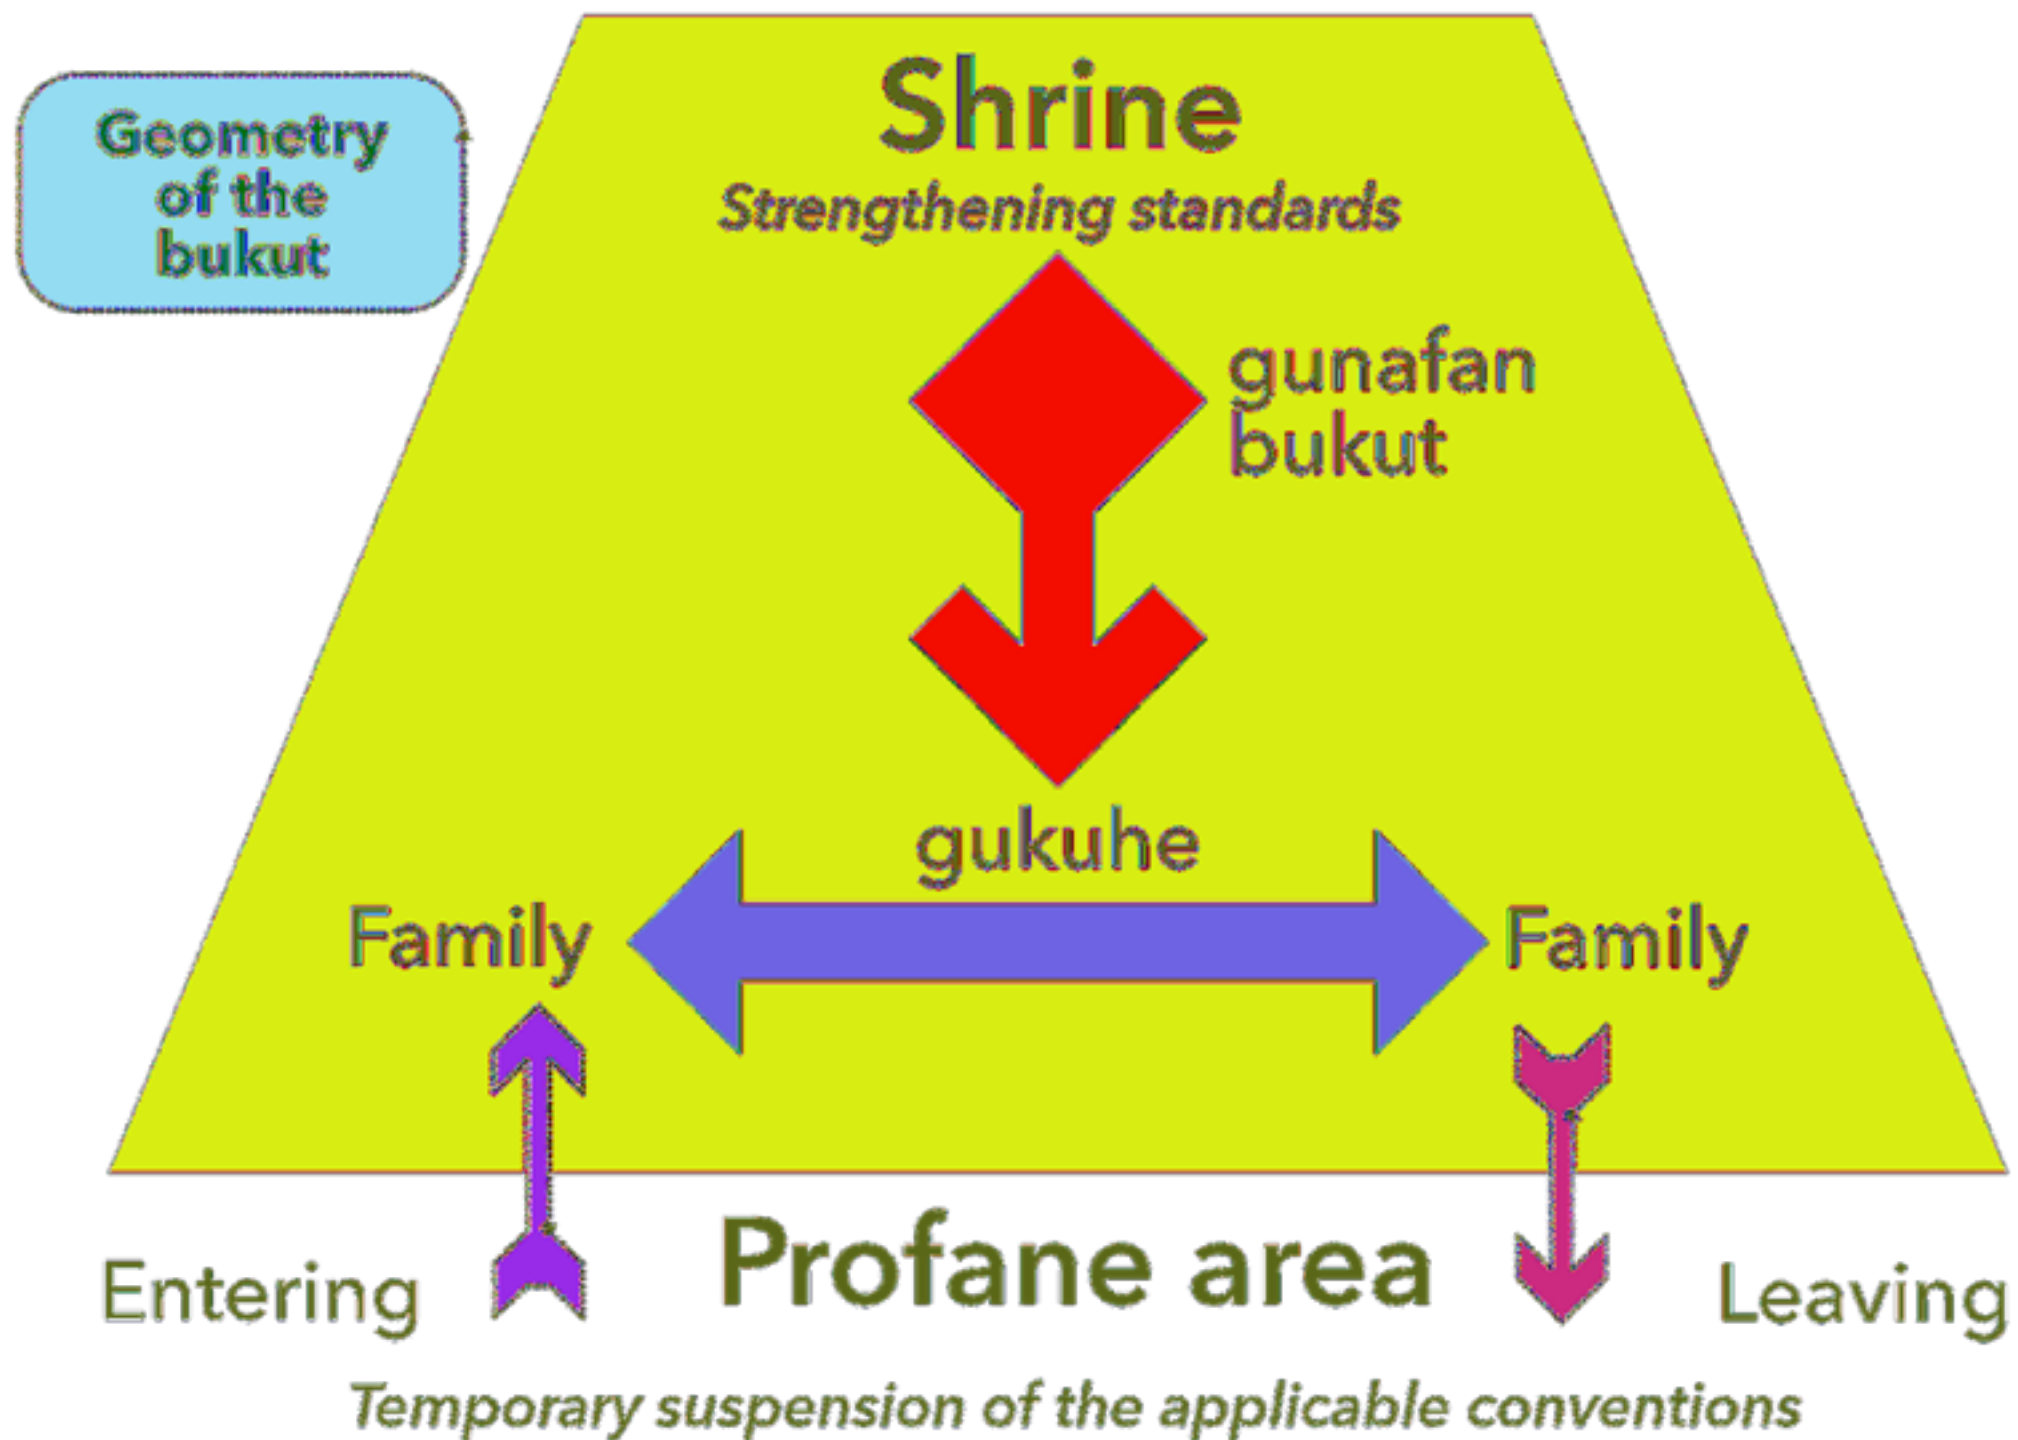 Geometry
of the
bukut
Shrine
Strengthening standards
gunafan
bukut
gukuhe
Family
Family
Entering
Profane area
Leaving
Temporary suspension of the applicable conventions